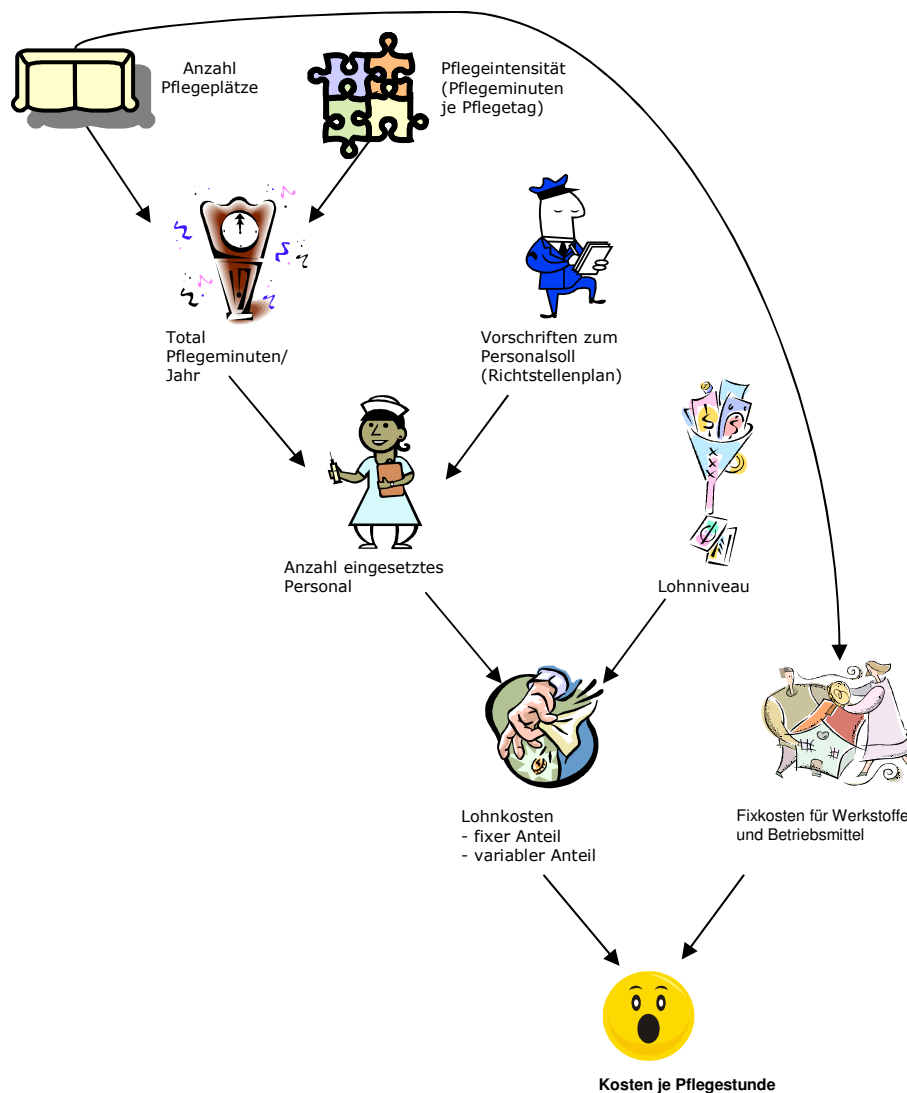 Anzahl
Pflegeplätze
Pflegeintensität
(Pflegeminuten
je Pflegetag)
Total
Pflegeminuten/
Jahr
Vorschriften zum
Personalsoll
(Richtstellenplan)
Anzahl eingesetztes
Personal
Lohnniveau
Lohnkosten
- fixer Anteil
- variabler Anteil
Fixkosten für Werkstoffe
und Betriebsmittel
Kosten je Pflegestunde